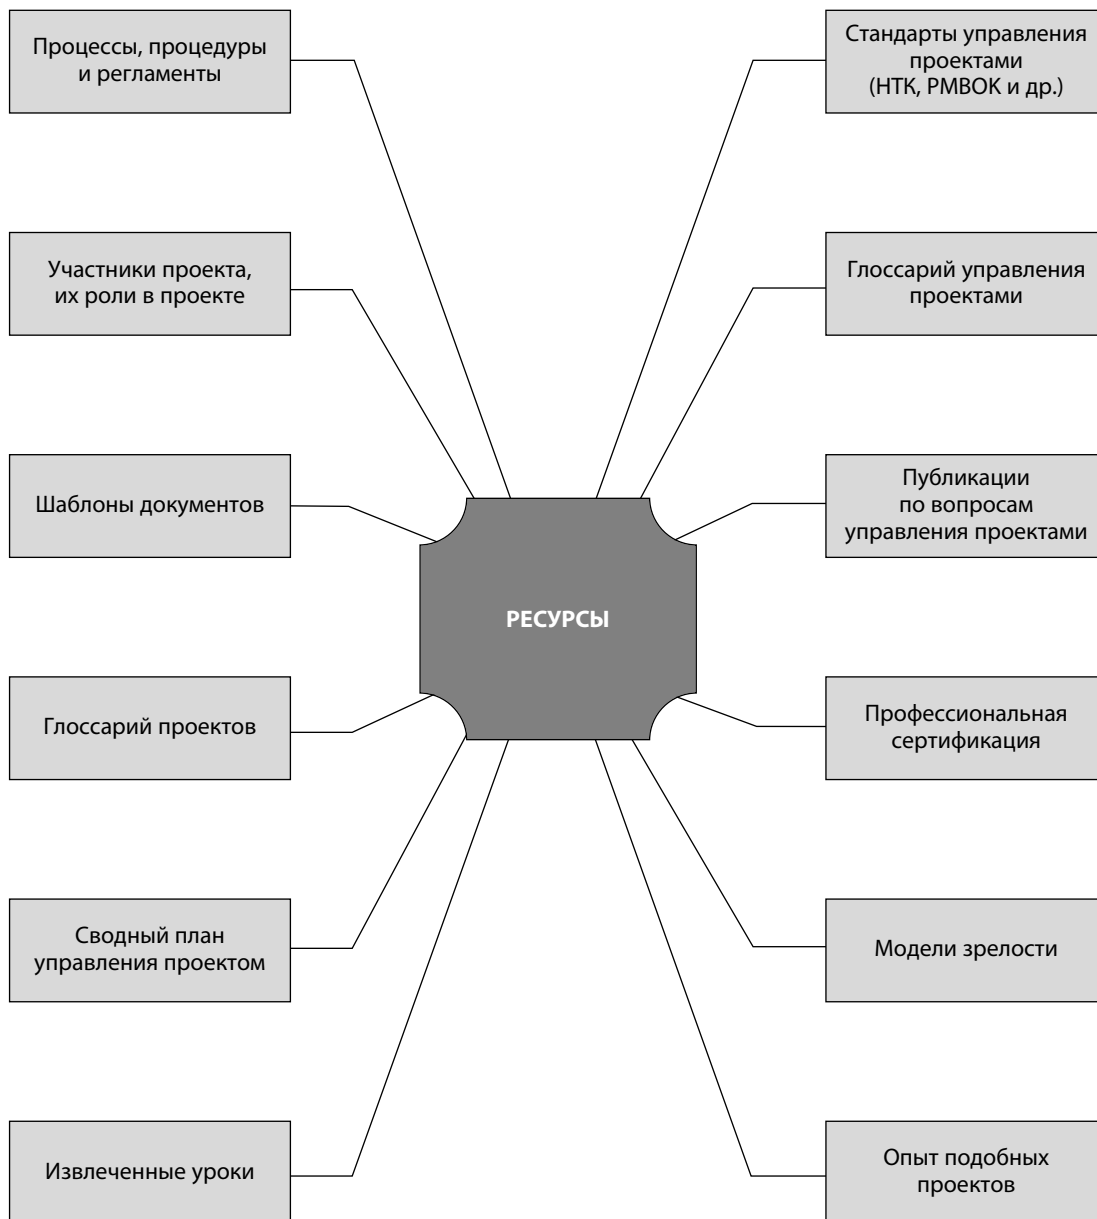 Процессы, процедуры
и регламенты
Стандарты управления
проектами
(НТК, PMBOK и др.)
Участники проекта,
их роли в проекте
Глоссарий управления
проектами
Шаблоны документов
Публикации
по вопросам
управления проектами
РЕСУРСЫ
Глоссарий проектов
Профессиональная
сертификация
Сводный план
управления проектом
Модели зрелости
Извлеченные уроки
Опыт подобных
проектов